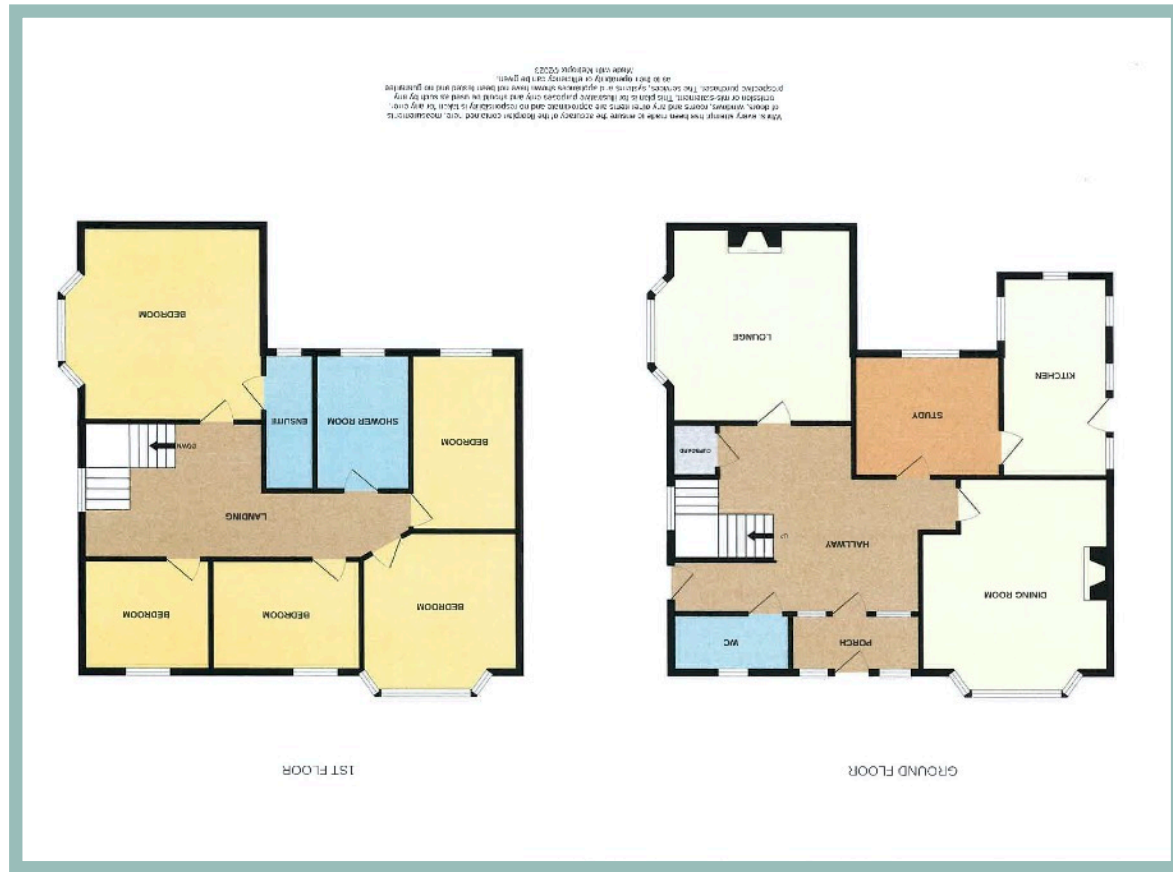 GROUND FLOOR
PORCH
WC
DINING ROOM
HALLWAY
STUDY
CUPBOARD
KITCHEN
LOUNGE
1ST FLOOR
BEDROOM
BEDROOM
BEDROOM
LANDING
BEDROOM
DOWN
SHOWER ROOM
ENSUITE
BEDROOM
Whilst every attempt has been made to ensure the accuracy of the floorplan contained here, measurements
of doors, windows, rooms and any other items are approximate and no responsibility is taken for any error,
omission or mis-statement. This plan is for illustrative purposes only and should be used as such by any
prospective purchaser. The services, systems and appliances shown have not been tested and no guarantee
as to their operability or efficiency can be given.
Made with Metropix ©2023